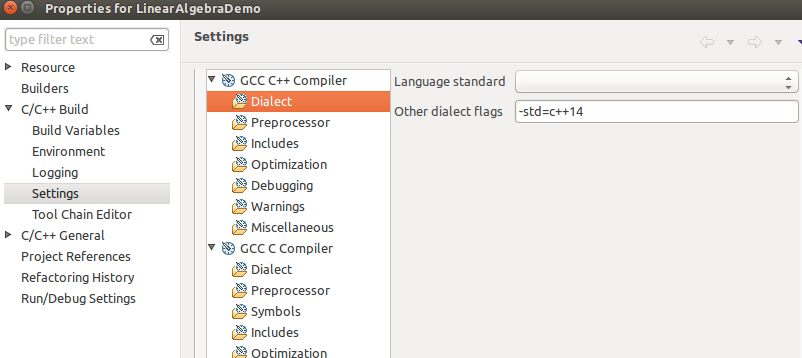 Properties for LinearAlgebraDemo
type filter text
Resource
Builders
C/C++ Build
Build Variables
Environment
Logging
Settings
Tool Chain Editor
C/C++ General
Project References
Refactoring History
Run/Debug Settings
Settings
GCC C++ Compiler
Dialect
Preprocessor
Includes
Optimization
Debugging
Warnings
Miscellaneous
GCC C Compiler
Dialect
Preprocessor
Symbols
Includes
Optimization
Language standard
Other dialect flags
-std=c++14